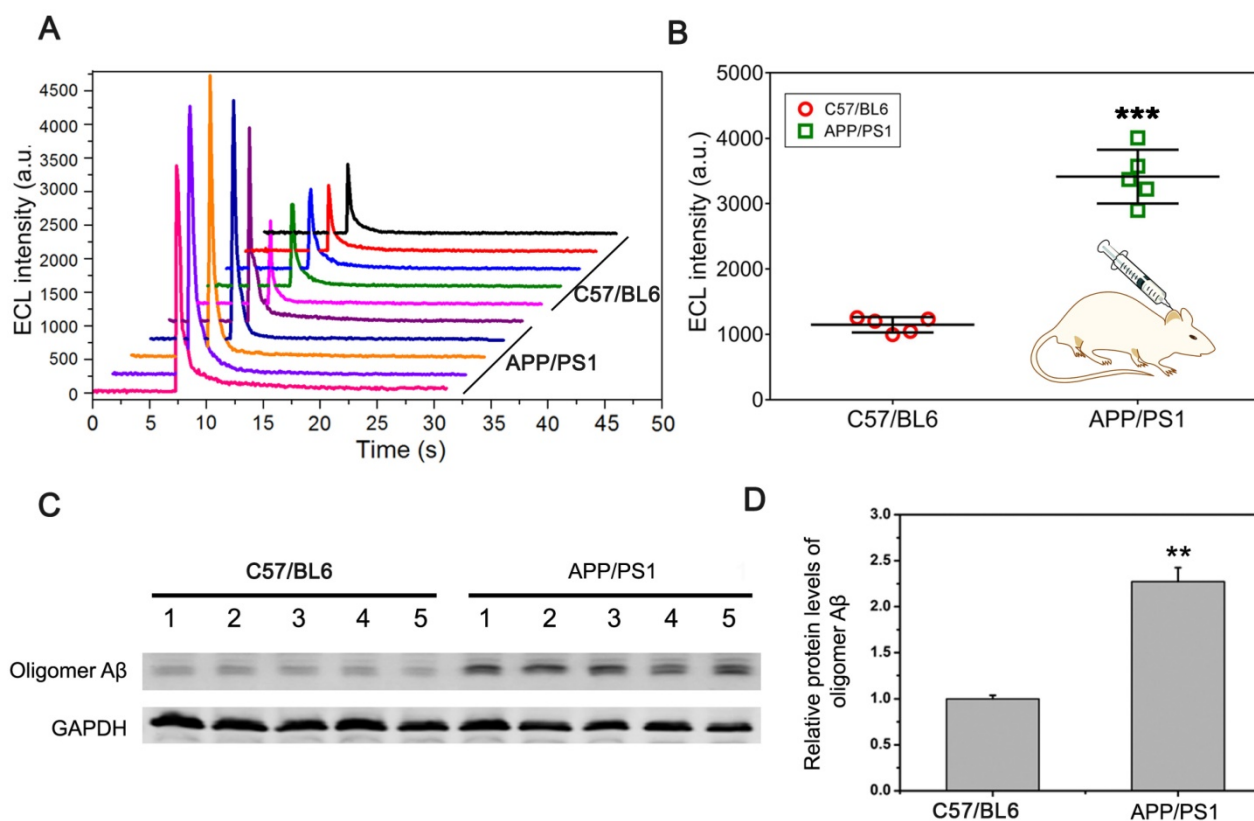 A
ECL intensity (a.u.)
4500
4000
3500
3000
2500
2000
1500
1000
500
0
C57/BL6
APP/PS1
0 5 10 15 20 25 30 35 40 45 50
Time (s)
B
ECL intensity (a.u.)
5000
4000
3000
2000
1000
0
C57/BL6
APP/PS1
***
C57/BL6 APP/PS1
C
C57/BL6 APP/PS1
1 2 3 4 5 1 2 3 4 5
Oligomer Aβ
GAPDH
D
Relative protein levels of
oligomer Aβ
3.0
2.5
2.0
1.5
1.0
0.5
0.0
**
C57/BL6 APP/PS1